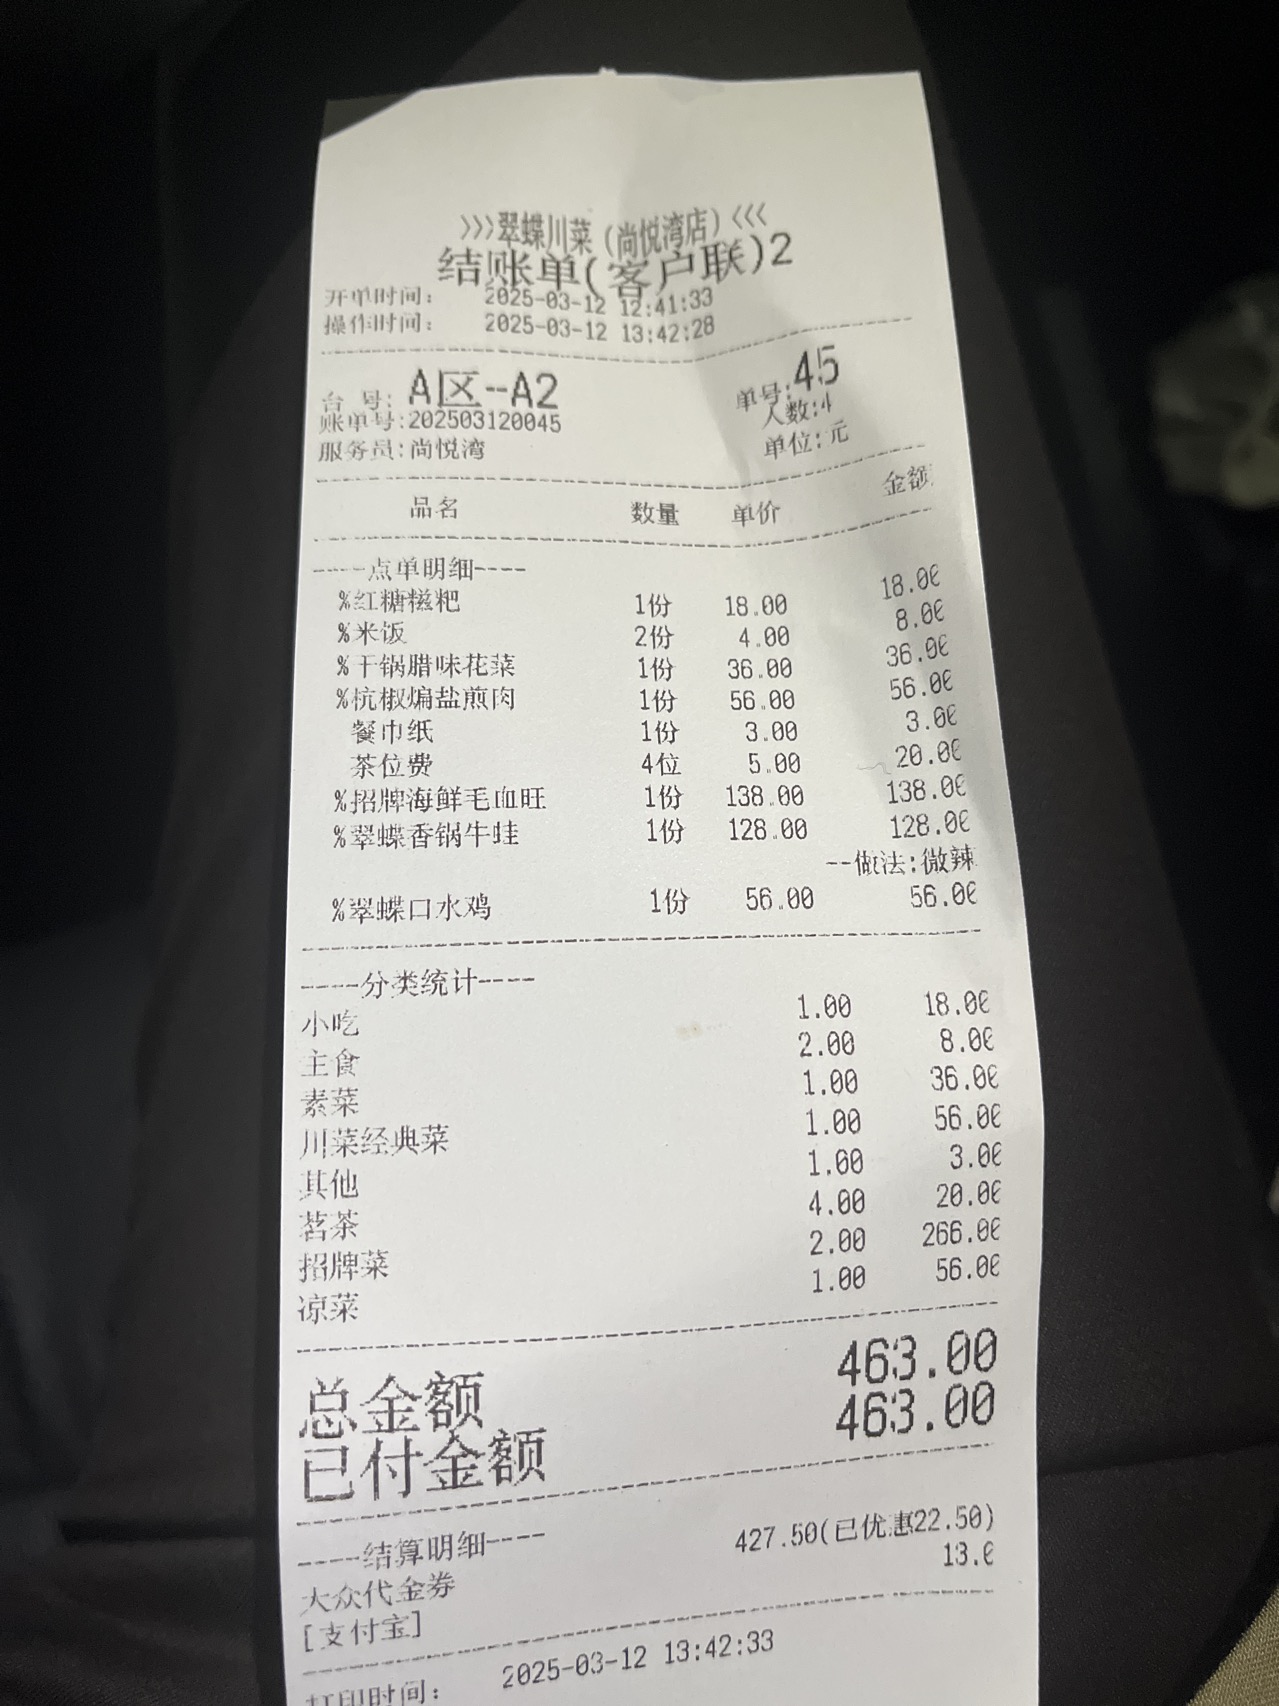 >>>翠蝶川菜(尚悦湾店)<<<
结账单(客户联)2
开单时间: 2025-03-12 12:41:33
操作时间: 2025-03-12 13:42:28
台 号: A区--A2 单号:45
账单号:202503120045 人数:4
服务员:尚悦湾 单位:元
品名 数量 单价 金额
-----点单明细----
%红糖糍粑 1份 18.00 18.00
%米饭 2份 4.00 8.00
%干锅腊味花菜 1份 36.00 36.00
%杭椒煸盐煎肉 1份 56.00 56.00
餐巾纸 1份 3.00 3.00
茶位费 4位 5.00 20.00
%招牌海鲜毛血旺 1份 138.00 138.00
%翠蝶香锅牛蛙 1份 128.00 128.00
--做法:微辣
%翠蝶口水鸡 1份 56.00 56.00
----分类统计----
小吃 1.00 18.00
主食 2.00 8.00
素菜 1.00 36.00
川菜经典菜 1.00 56.00
其他 1.00 3.00
茗茶 4.00 20.00
招牌菜 2.00 266.00
凉菜 1.00 56.00
总金额 463.00
已付金额 463.00
----结算明细----
大众代金券 427.50(已优惠22.50)
[支付宝] 13.0
打印时间: 2025-03-12 13:42:33